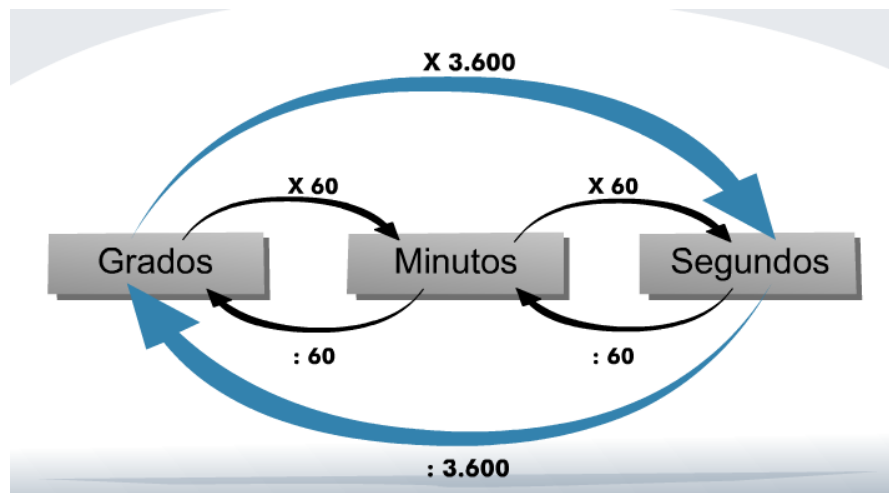 X 3.600
X 60
X 60
Grados
Minutos
Segundos
: 60
: 60
: 3.600